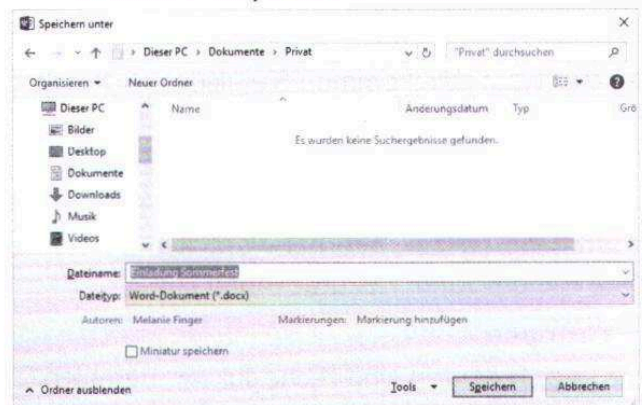 Speichern unter
Dieser PC › Dokumente › Privat
"Privat" durchsuchen
Organisieren
Neuer Ordner
Dieser PC
Bilder
Desktop
Dokumente
Downloads
Musik
Videos
Name
Änderungsdatum
Typ
Grö
Es wurden keine Suchergebnisse gefunden.
Dateiname: Einladung Sommerfest
Dateityp: Word-Dokument (*.docx)
Autoren: Melanie Finger
Markierungen: Markierung hinzufügen
Miniatur speichern
Ordner ausblenden
Tools
Speichern
Abbrechen